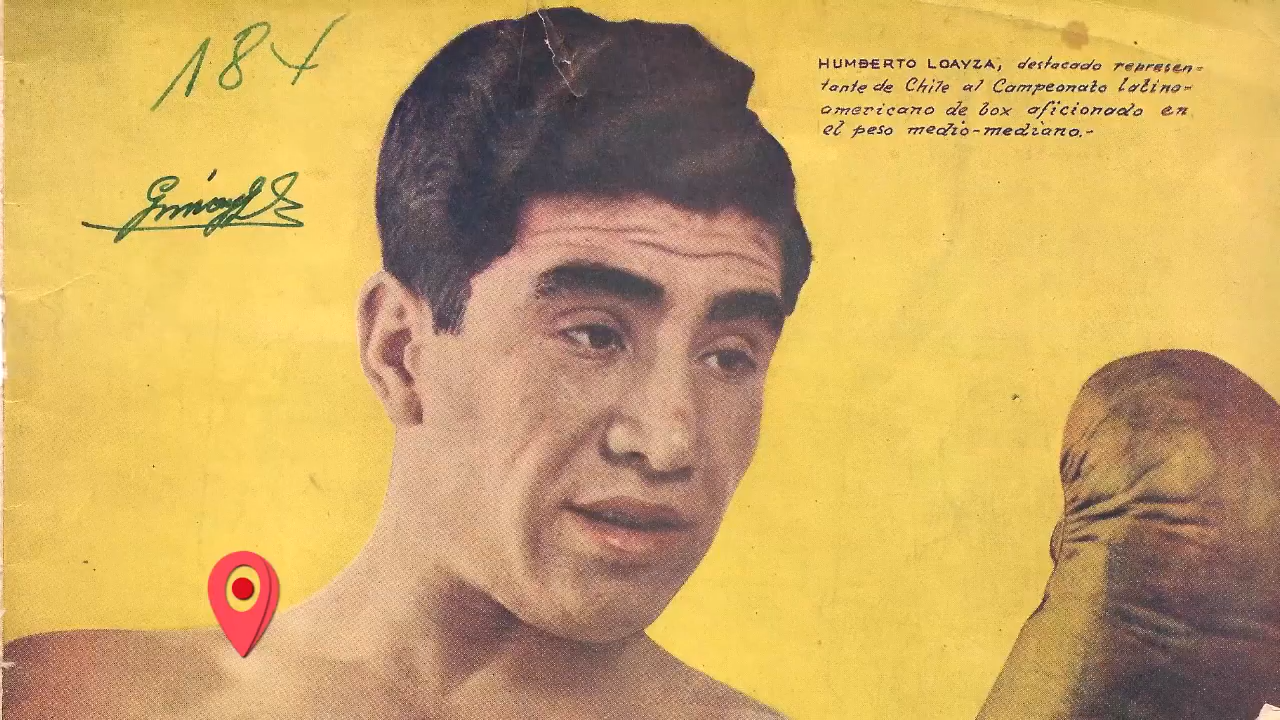 184
HUMBERTO LOAYZA, destacado represen-
tante de Chile al Campeonato latino-
americano de box aficionado en
el peso medio-mediano.-